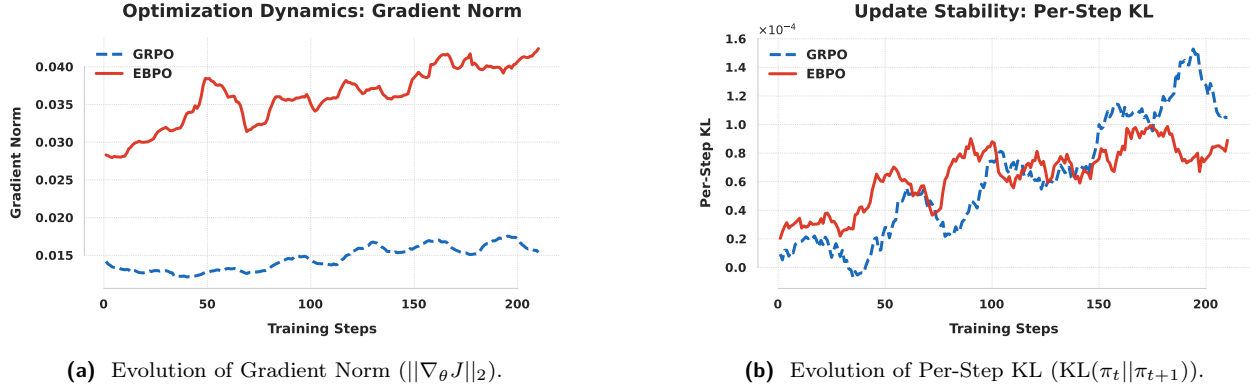 Optimization Dynamics: Gradient Norm
GRPO
EBPO
0.040
0.035
0.030
0.025
0.020
0.015
Gradient Norm
0 50 100 150 200
Training Steps
(a) Evolution of Gradient Norm (||∇θJ||2).
Update Stability: Per-Step KL
×10−4
1.6
GRPO
EBPO
1.4
1.2
1.0
0.8
0.6
0.4
0.2
0.0
Per-Step KL
0 50 100 150 200
Training Steps
(b) Evolution of Per-Step KL (KL(πt||πt+1)).